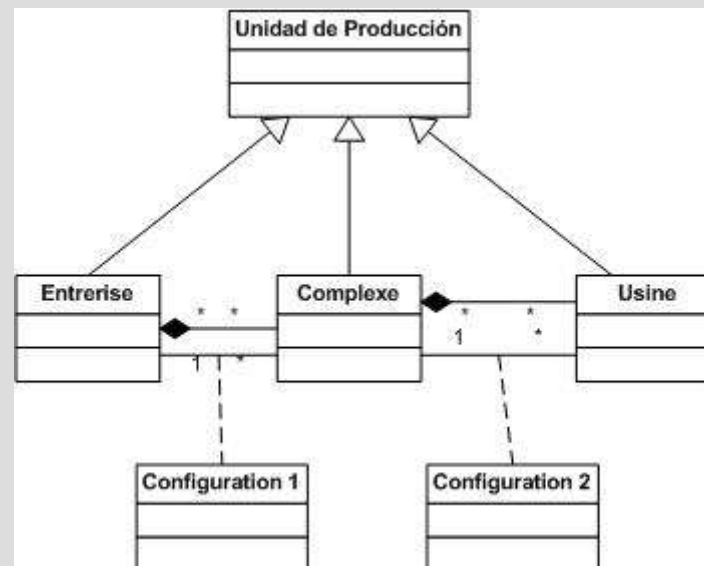 Unidad de Producción
Entrerise
Complexe
Usine
* *
* *
1 *
1 *
Configuration 1
Configuration 2